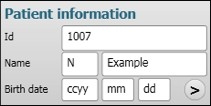 Patient information
Id 1007
Name N Example
Birth date ccyy mm dd >